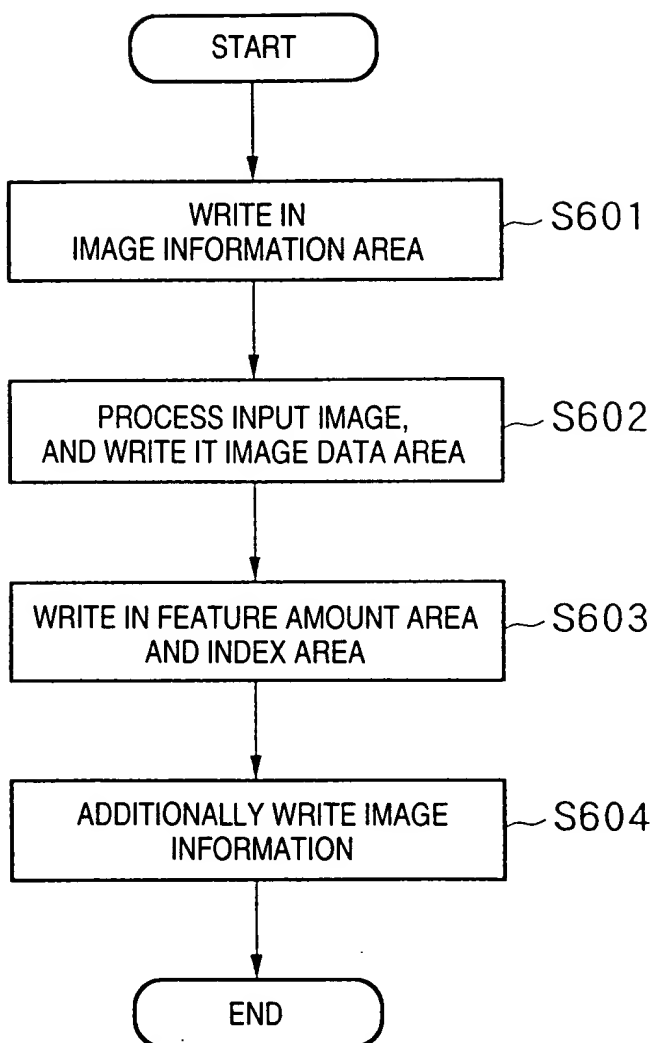 START
WRITE IN
IMAGE INFORMATION AREA
S601
PROCESS INPUT IMAGE,
AND WRITE IT IMAGE DATA AREA
S602
WRITE IN FEATURE AMOUNT AREA
AND INDEX AREA
S603
ADDITIONALLY WRITE IMAGE
INFORMATION
S604
END